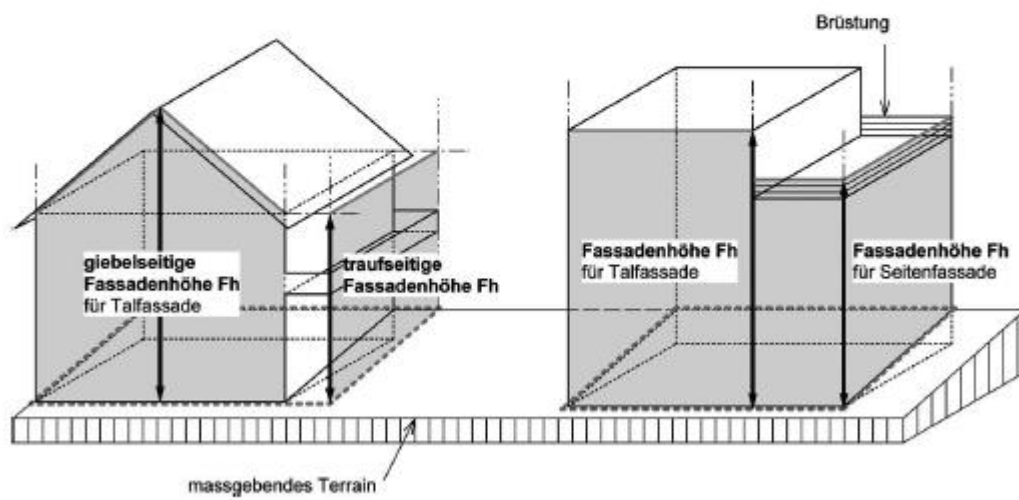 Brüstung
giebelseitige
Fassadenhöhe Fh
für Talfassade
traufseitige
Fassadenhöhe Fh
Fassadenhöhe Fh
für Talfassade
Fassadenhöhe Fh
für Seitenfassade
massgebendes Terrain